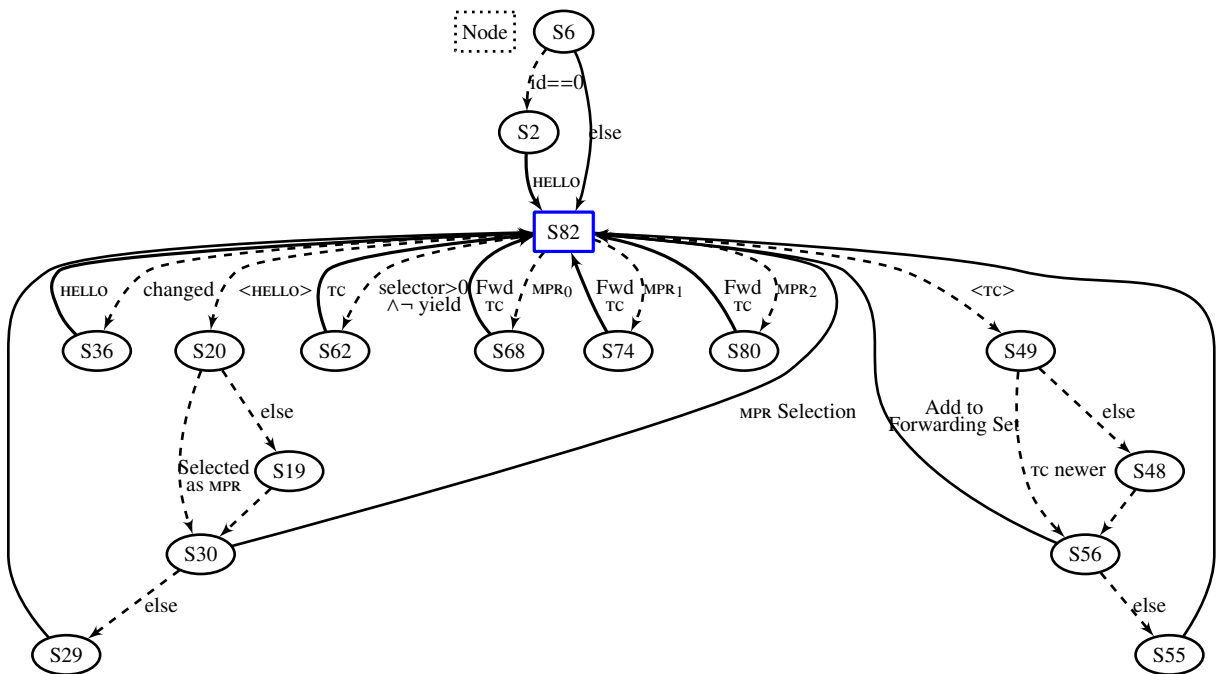 Node
S6
id==0
S2
else
HELLO
S82
HELLO
changed
<HELLO>
TC
selector>0
∧¬ yield
Fwd
TC
MPR₀
Fwd
TC
MPR₁
Fwd
TC
MPR₂
<TC>
S36
S20
S62
S68
S74
S80
S49
else
MPR Selection
Add to
Forwarding Set
else
Selected
as MPR
S19
TC newer
S48
S30
S56
else
else
S29
S55